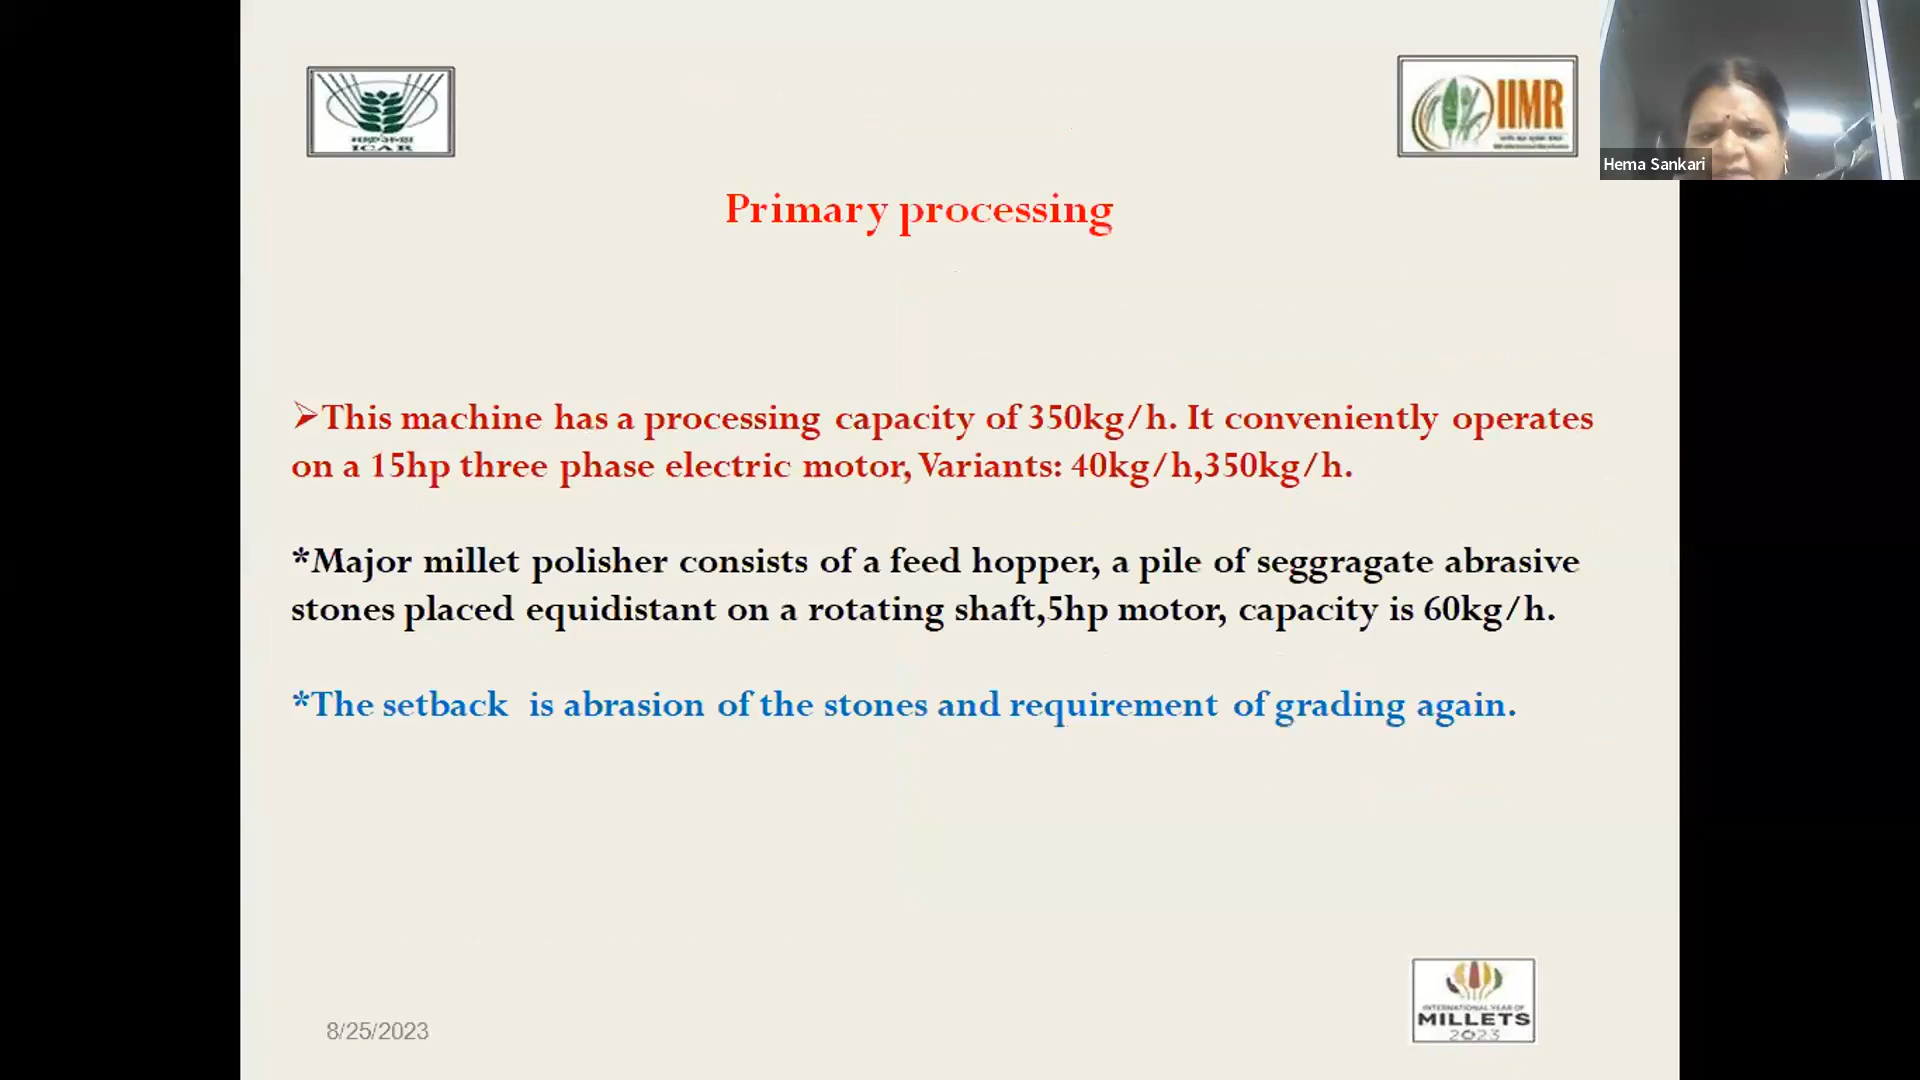 ICAR
IIMR
Hema Sankari
Primary processing
➢This machine has a processing capacity of 350kg/h. It conveniently operates
on a 15hp three phase electric motor, Variants: 40kg/h,350kg/h.
*Major millet polisher consists of a feed hopper, a pile of seggragate abrasive
stones placed equidistant on a rotating shaft,5hp motor, capacity is 60kg/h.
*The setback  is abrasion of the stones and requirement of grading again.
INTERNATIONAL YEAR OF
MILLETS
2023
8/25/2023